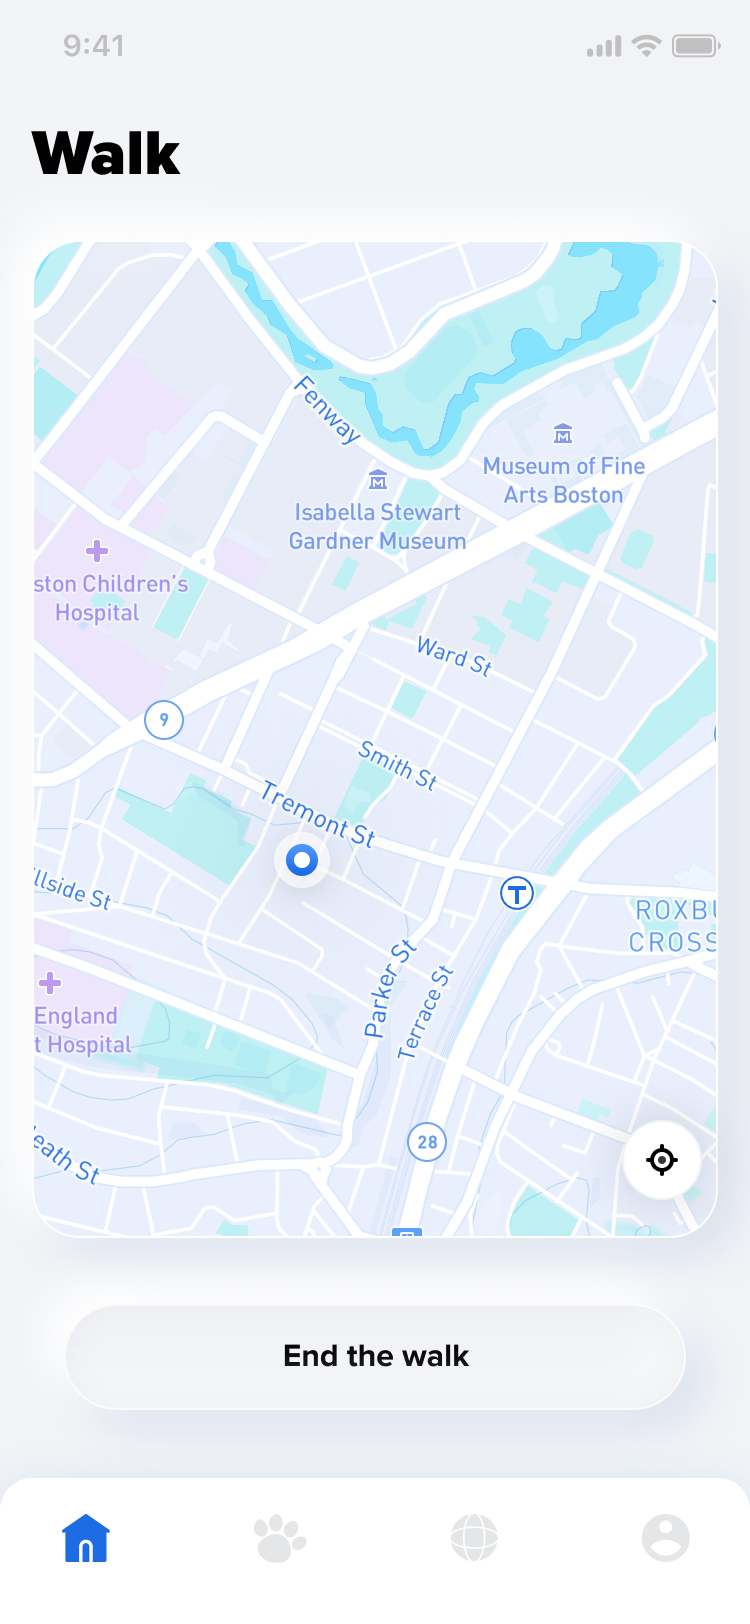 9:41
Walk
Fenway
Museum of Fine
Arts Boston
Isabella Stewart
Gardner Museum
ston Children's
Hospital
Ward St
9
Smith St
Tremont St
T
llside St
ROXBU
CROSS
Parker St
Terrace St
England
t Hospital
28
eath St
End the walk